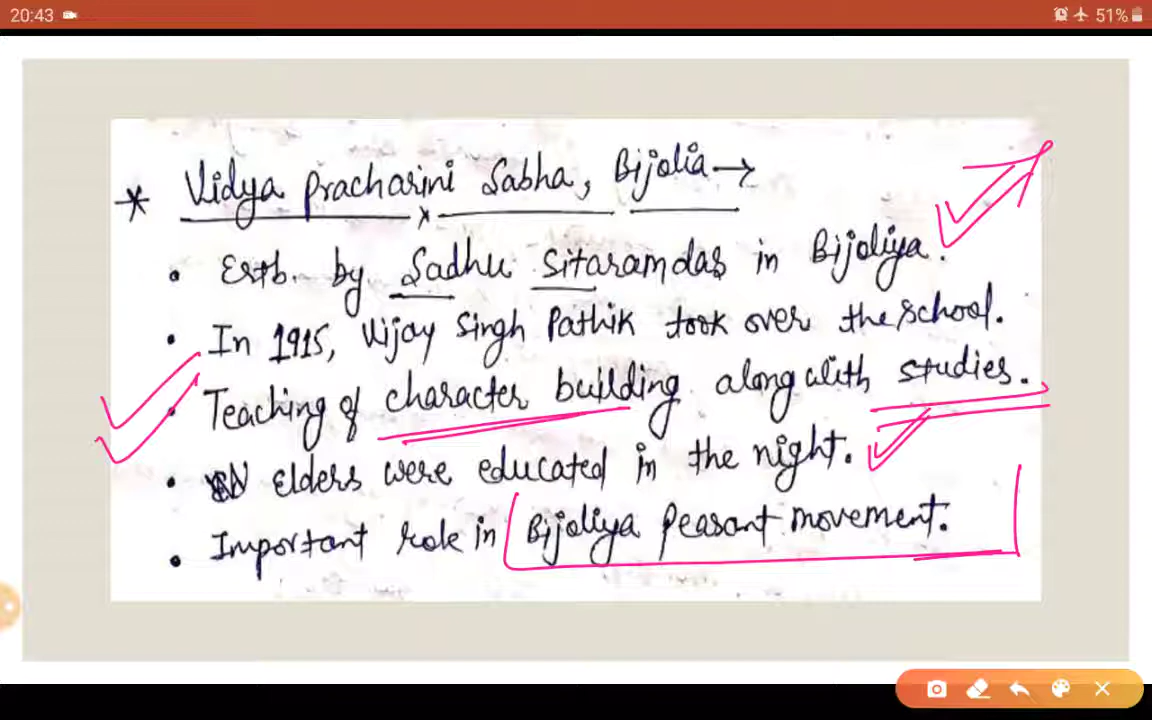 20:43
51%
* Vidya Pracharini Sabha, Bijolia →
• Estb. by Sadhu Sitaramdas in Bijoliya.
• In 1915, Vijay Singh Pathik took over the school.
• Teaching of character building along with studies.
• Elders were educated in the night.
• Important role in Bijoliya Peasant movement.